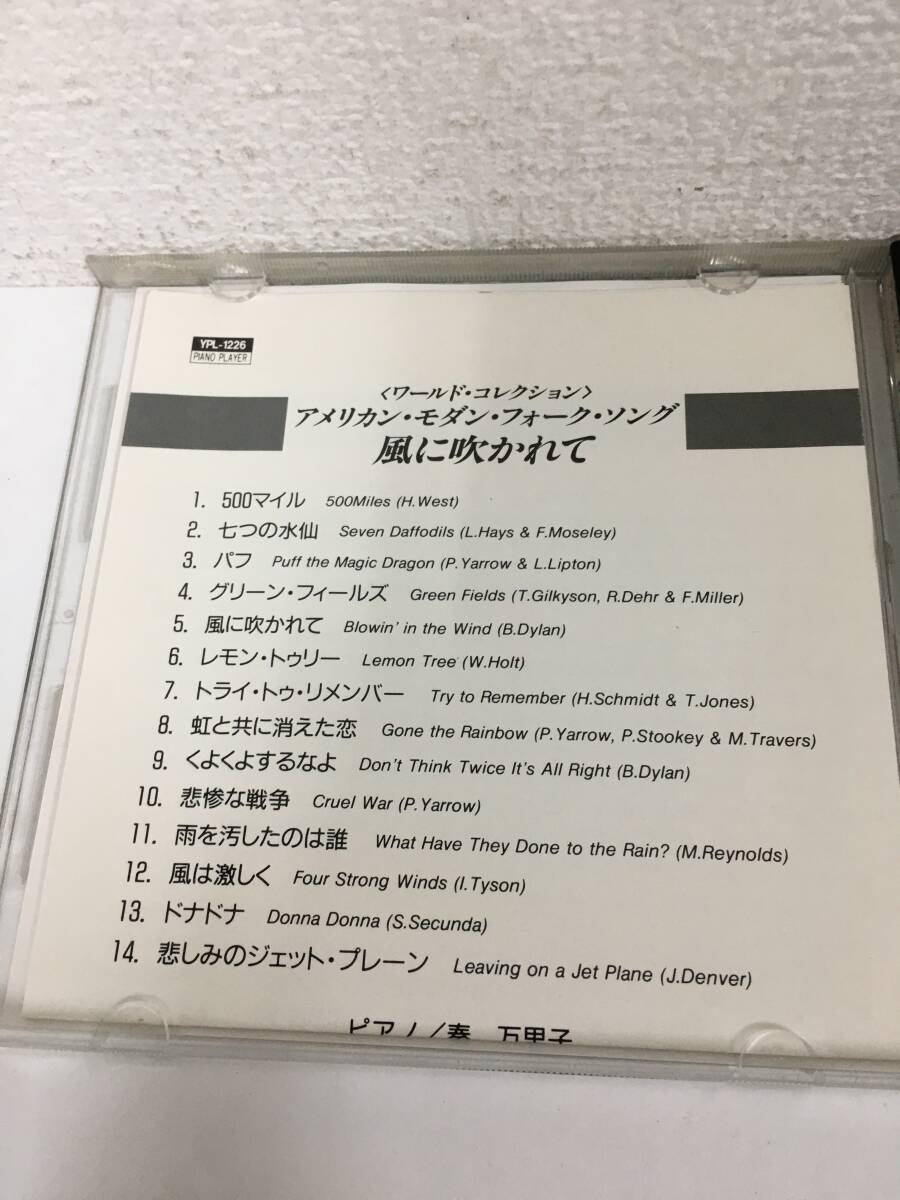 YPL-1226
PIANO PLAYER
〈ワールド・コレクション〉
アメリカン・モダン・フォーク・ソング
風に吹かれて
1. 500マイル 500Miles (H.West)
2. 七つの水仙 Seven Daffodils (L.Hays & F.Moseley)
3. パフ Puff the Magic Dragon (P.Yarrow & L.Lipton)
4. グリーン・フィールズ Green Fields (T.Gilkyson, R.Dehr & F.Miller)
5. 風に吹かれて Blowin' in the Wind (B.Dylan)
6. レモン・トゥリー Lemon Tree (W.Holt)
7. トライ・トゥ・リメンバー Try to Remember (H.Schmidt & T.Jones)
8. 虹と共に消えた恋 Gone the Rainbow (P.Yarrow, P.Stookey & M.Travers)
9. くよくよするなよ Don't Think Twice It's All Right (B.Dylan)
10. 悲惨な戦争 Cruel War (P.Yarrow)
11. 雨を汚したのは誰 What Have They Done to the Rain? (M.Reynolds)
12. 風は激しく Four Strong Winds (I.Tyson)
13. ドナドナ Donna Donna (S.Secunda)
14. 悲しみのジェット・プレーン Leaving on a Jet Plane (J.Denver)
ピアノ/